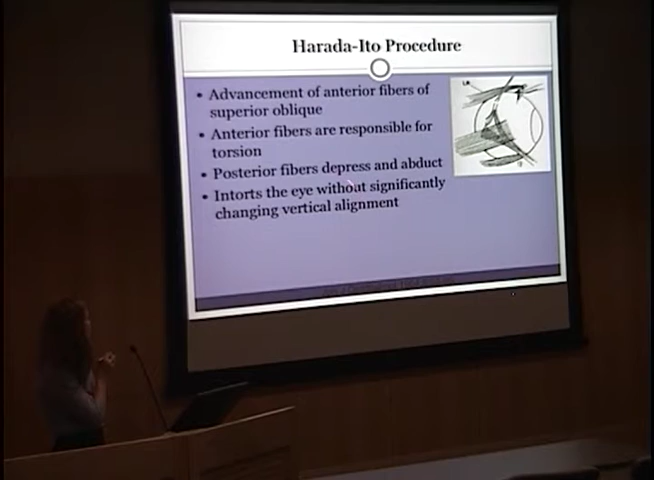 Harada-Ito Procedure
• Advancement of anterior fibers of
superior oblique
• Anterior fibers are responsible for
torsion
• Posterior fibers depress and abduct
• Intorts the eye without significantly
changing vertical alignment